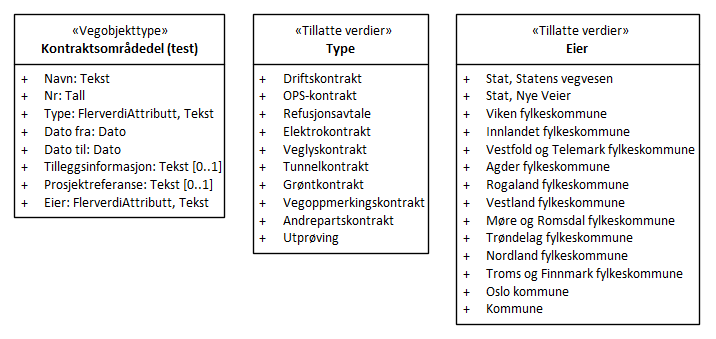 «Vegobjekttype»
Kontraktsområdedel (test)
+ Navn: Tekst
+ Nr: Tall
+ Type: FlerverdiAttributt, Tekst
+ Dato fra: Dato
+ Dato til: Dato
+ Tilleggsinformasjon: Tekst [0..1]
+ Prosjektreferanse: Tekst [0..1]
+ Eier: FlerverdiAttributt, Tekst
«Tillatte verdier»
Type
+ Driftskontrakt
+ OPS-kontrakt
+ Refusjonsavtale
+ Elektrokontrakt
+ Veglyskontrakt
+ Tunnelkontrakt
+ Grøntkontrakt
+ Vegoppmerkingskontrakt
+ Andrepartskontrakt
+ Utprøving
«Tillatte verdier»
Eier
+ Stat, Statens vegvesen
+ Stat, Nye Veier
+ Viken fylkeskommune
+ Innlandet fylkeskommune
+ Vestfold og Telemark fylkeskommune
+ Agder fylkeskommune
+ Rogaland fylkeskommune
+ Vestland fylkeskommune
+ Møre og Romsdal fylkeskommune
+ Trøndelag fylkeskommune
+ Nordland fylkeskommune
+ Troms og Finnmark fylkeskommune
+ Oslo kommune
+ Kommune